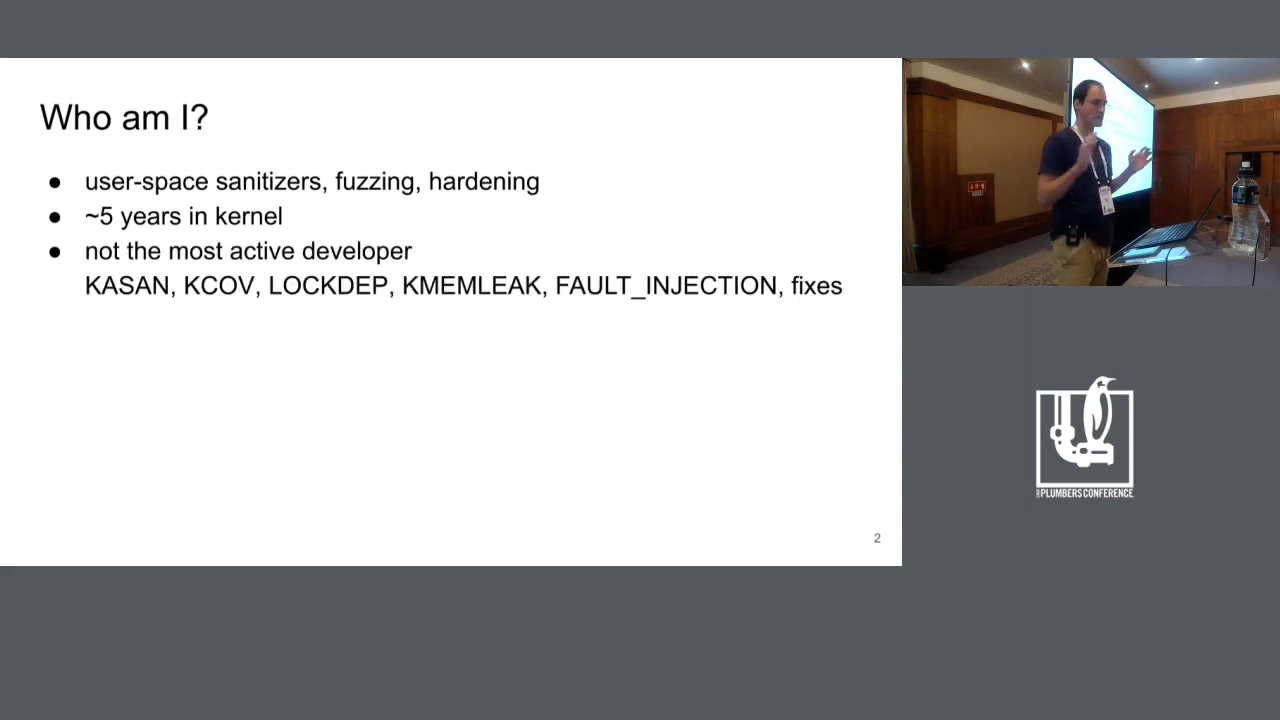 Who am I?
● user-space sanitizers, fuzzing, hardening
● ~5 years in kernel
● not the most active developer
KASAN, KCOV, LOCKDEP, KMEMLEAK, FAULT_INJECTION, fixes
2
PLUMBERS CONFERENCE